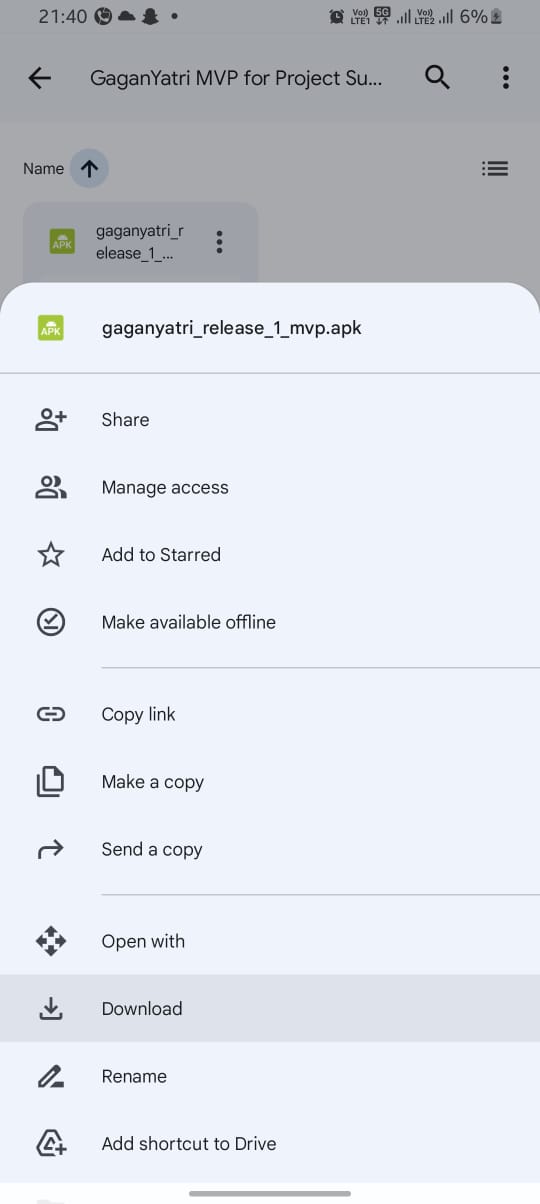 21:40 Vo)) LTE1 5G Vo)) LTE2 6%
GaganYatri MVP for Project Su...
Name
APK gaganyatri_r
elease_1_...
APK gaganyatri_release_1_mvp.apk
Share
Manage access
Add to Starred
Make available offline
Copy link
Make a copy
Send a copy
Open with
Download
Rename
Add shortcut to Drive